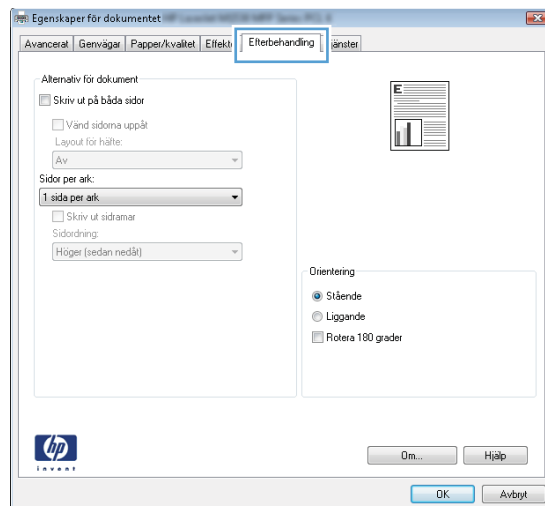 Egenskaper för dokumentet
Avancerat Genvägar Papper/kvalitet Effekt Efterbehandling jänster
Alternativ för dokument
Skriv ut på båda sidor
Vänd sidorna uppåt
Layout för häfte:
Av
Sidor per ark:
1 sida per ark
Skriv ut sidramar
Sidordning:
Höger (sedan nedåt)
E
Orientering
Stående
Liggande
Rotera 180 grader
hp
invent
Om... Hjälp
OK Avbryt